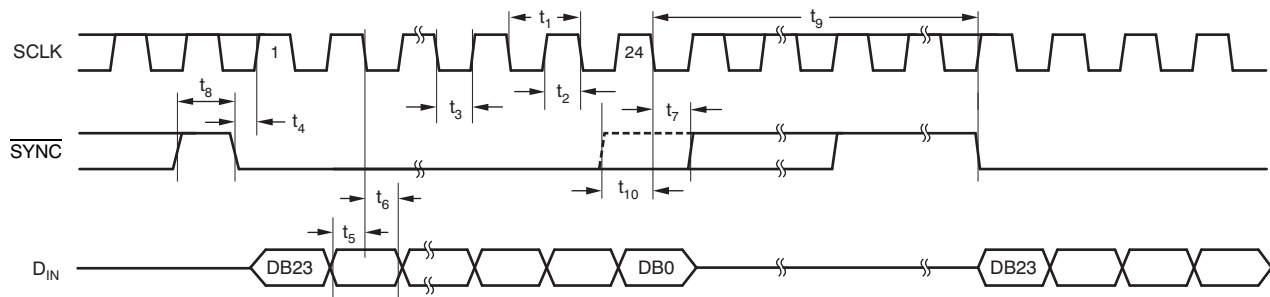 t1
t9
SCLK
1
24
t8
t4
t3
t2
t7
SYNC
t10
t6
t5
DIN
DB23
DB0
DB23